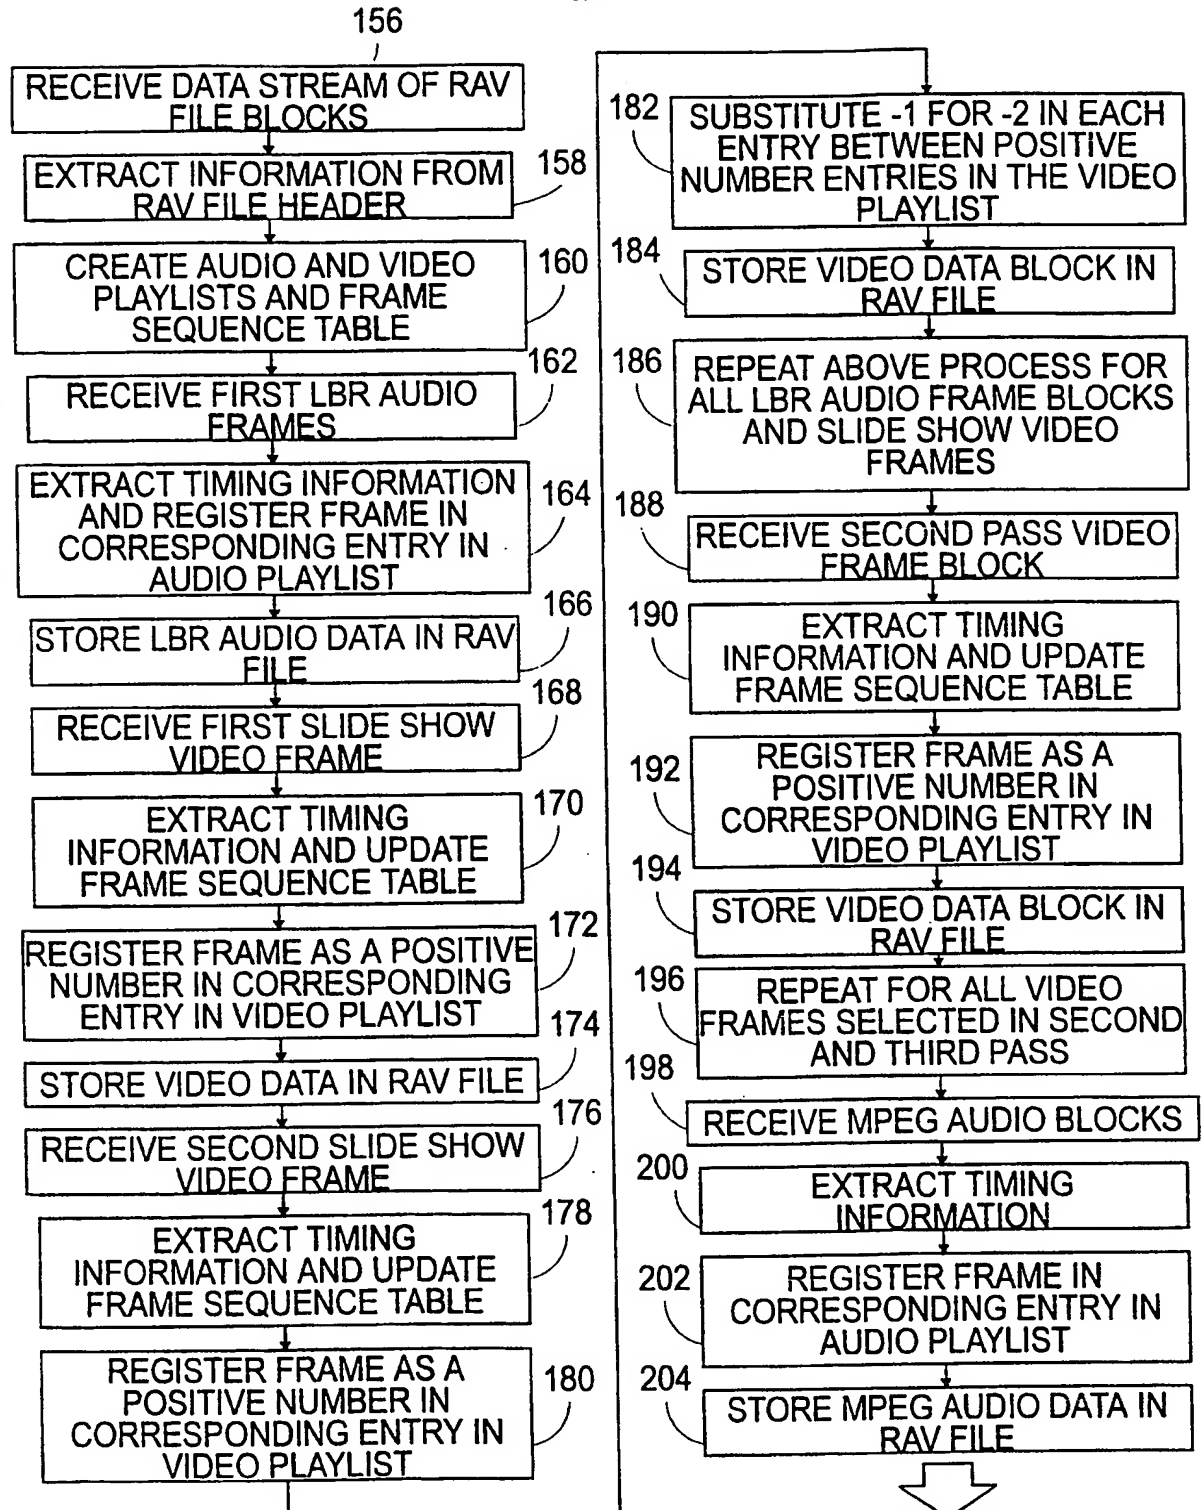 156
RECEIVE DATA STREAM OF RAV
FILE BLOCKS
158
EXTRACT INFORMATION FROM
RAV FILE HEADER
160
CREATE AUDIO AND VIDEO
PLAYLISTS AND FRAME
SEQUENCE TABLE
162
RECEIVE FIRST LBR AUDIO
FRAMES
164
EXTRACT TIMING INFORMATION
AND REGISTER FRAME IN
CORRESPONDING ENTRY IN
AUDIO PLAYLIST
166
STORE LBR AUDIO DATA IN RAV
FILE
168
RECEIVE FIRST SLIDE SHOW
VIDEO FRAME
170
EXTRACT TIMING
INFORMATION AND UPDATE
FRAME SEQUENCE TABLE
172
REGISTER FRAME AS A POSITIVE
NUMBER IN CORRESPONDING
ENTRY IN VIDEO PLAYLIST
174
STORE VIDEO DATA IN RAV FILE
176
RECEIVE SECOND SLIDE SHOW
VIDEO FRAME
178
EXTRACT TIMING
INFORMATION AND UPDATE
FRAME SEQUENCE TABLE
180
REGISTER FRAME AS A
POSITIVE NUMBER IN
CORRESPONDING ENTRY IN
VIDEO PLAYLIST
182
SUBSTITUTE -1 FOR -2 IN EACH
ENTRY BETWEEN POSITIVE
NUMBER ENTRIES IN THE VIDEO
PLAYLIST
184
STORE VIDEO DATA BLOCK IN
RAV FILE
186
REPEAT ABOVE PROCESS FOR
ALL LBR AUDIO FRAME BLOCKS
AND SLIDE SHOW VIDEO
FRAMES
188
RECEIVE SECOND PASS VIDEO
FRAME BLOCK
190
EXTRACT TIMING
INFORMATION AND UPDATE
FRAME SEQUENCE TABLE
192
REGISTER FRAME AS A
POSITIVE NUMBER IN
CORRESPONDING ENTRY IN
VIDEO PLAYLIST
194
STORE VIDEO DATA BLOCK IN
RAV FILE
196
REPEAT FOR ALL VIDEO
FRAMES SELECTED IN SECOND
AND THIRD PASS
198
RECEIVE MPEG AUDIO BLOCKS
200
EXTRACT TIMING
INFORMATION
202
REGISTER FRAME IN
CORRESPONDING ENTRY IN
AUDIO PLAYLIST
204
STORE MPEG AUDIO DATA IN
RAV FILE